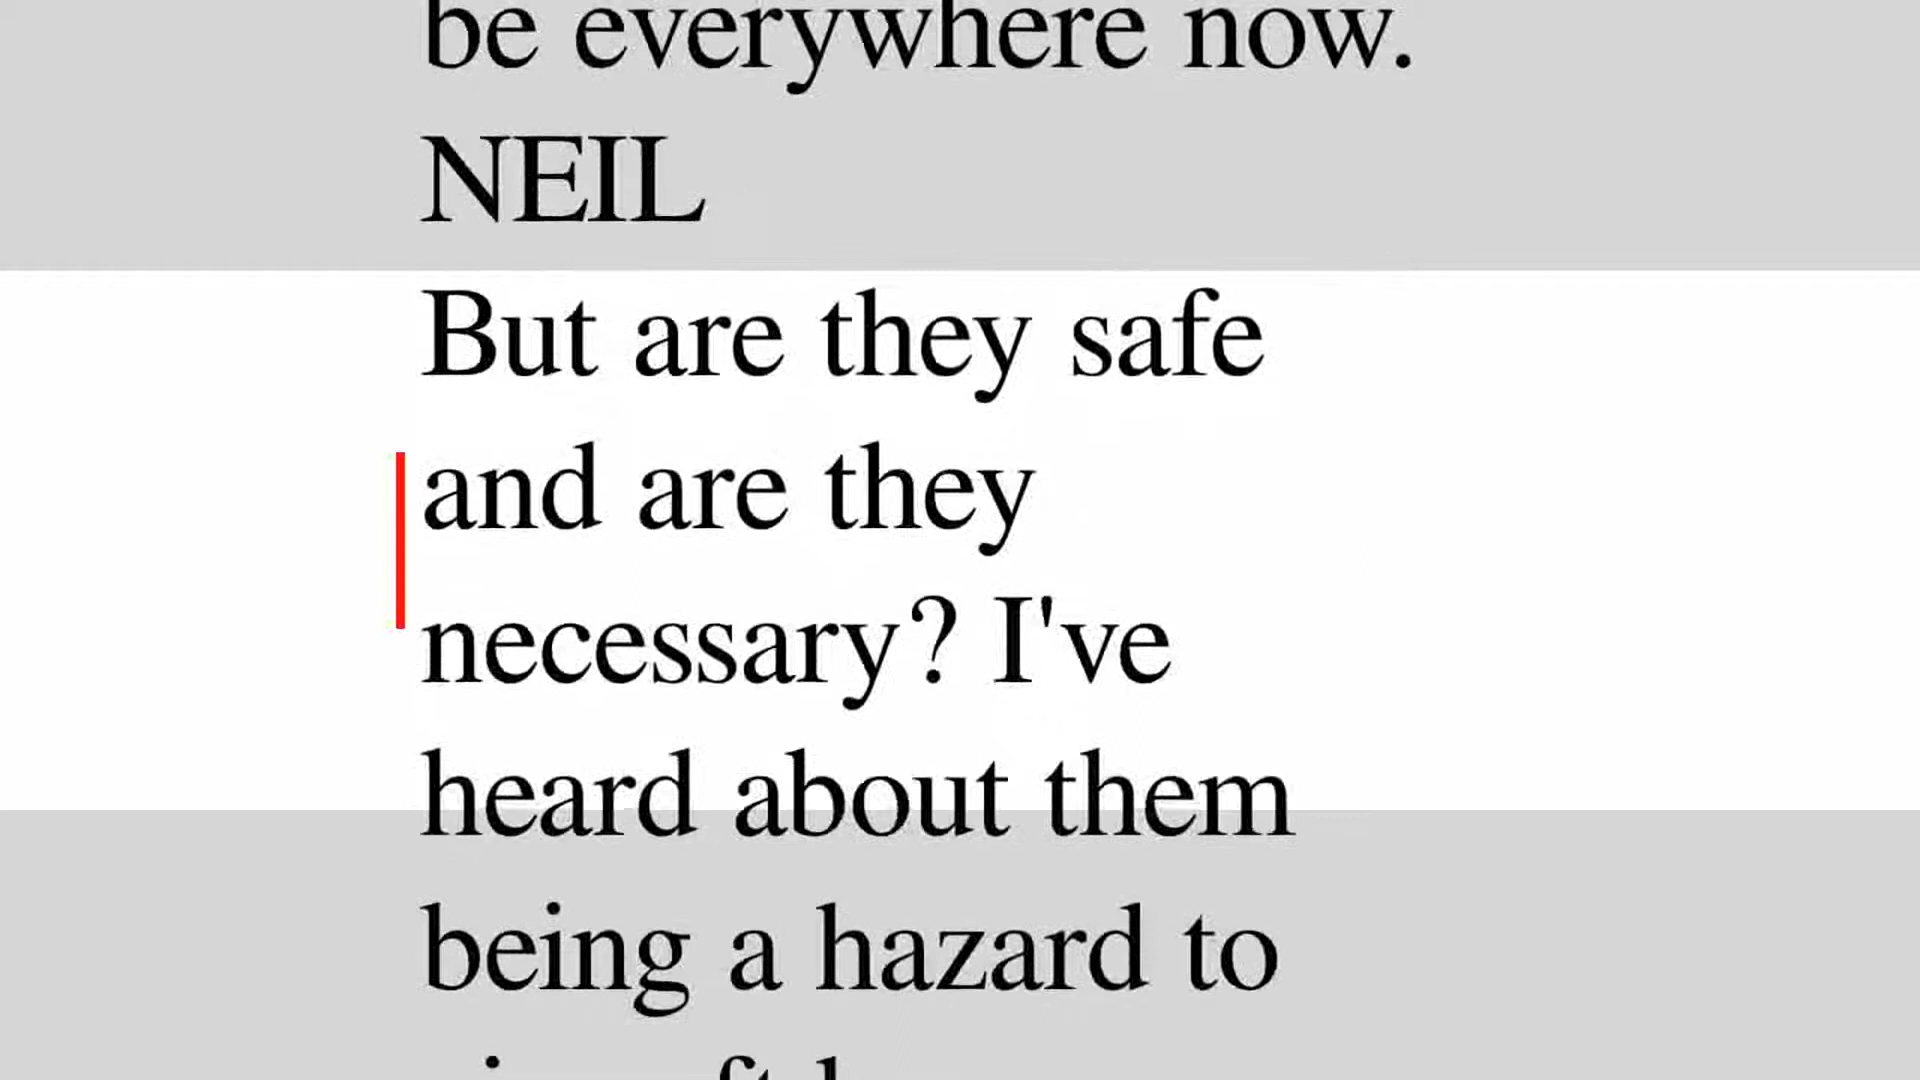 be everywhere now.
NEIL
But are they safe
and are they
necessary? I've
heard about them
being a hazard to